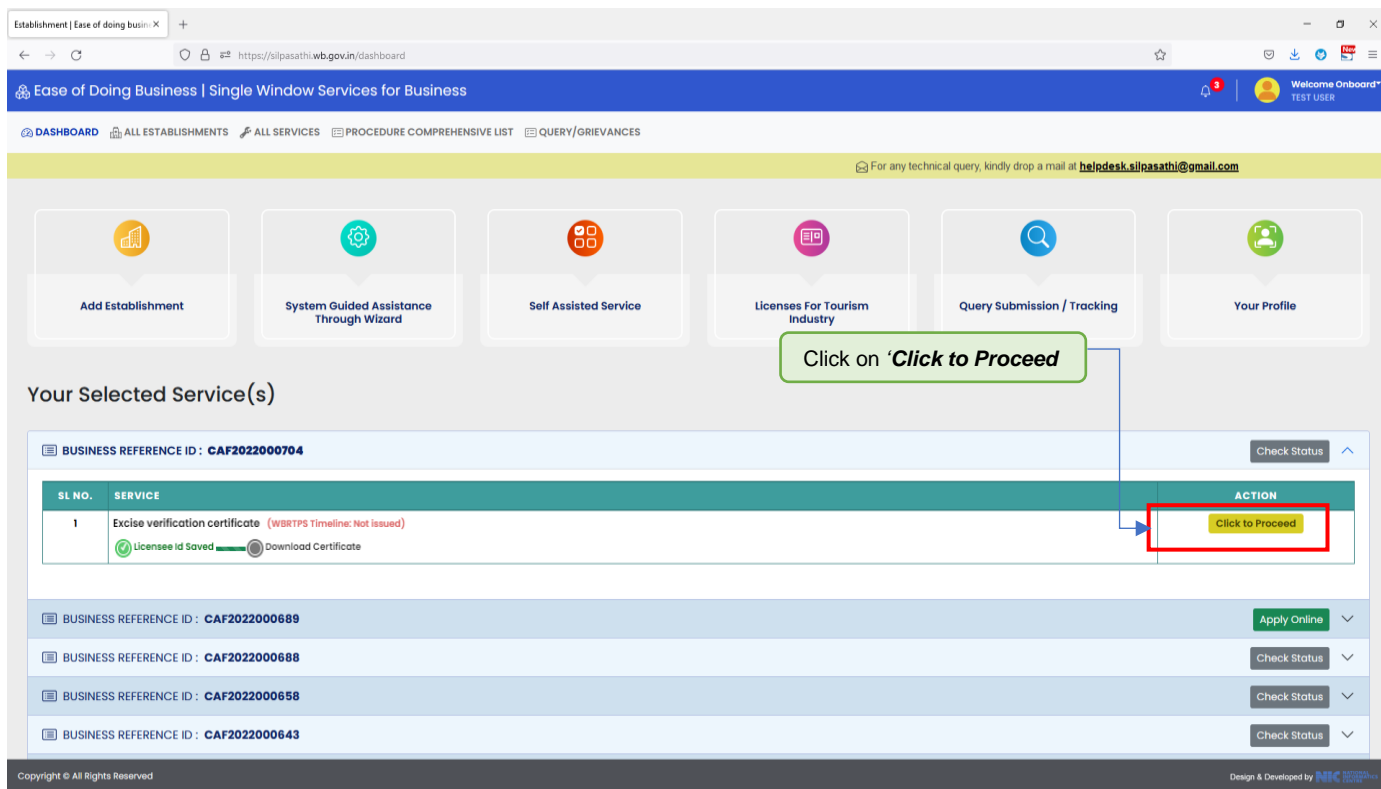 Establishment | Ease of doing busin
https://silpasathi.wb.gov.in/dashboard
New
Ease of Doing Business | Single Window Services for Business
3
Welcome Onboard
TEST USER
DASHBOARD ALL ESTABLISHMENTS ALL SERVICES PROCEDURE COMPREHENSIVE LIST QUERY/GRIEVANCES
For any technical query, kindly drop a mail at helpdesk.silpasathi@gmail.com
Add Establishment
System Guided Assistance
Through Wizard
Self Assisted Service
Licenses For Tourism
Industry
Query Submission / Tracking
Your Profile
Click on ‘Click to Proceed
Your Selected Service(s)
BUSINESS REFERENCE ID : CAF2022000704 Check Status
SL NO. SERVICE ACTION
1 Excise verification certificate (WBRTPS Timeline: Not issued) Click to Proceed
Licensee Id Saved Download Certificate
BUSINESS REFERENCE ID : CAF2022000689 Apply Online
BUSINESS REFERENCE ID : CAF2022000688 Check Status
BUSINESS REFERENCE ID : CAF2022000658 Check Status
BUSINESS REFERENCE ID : CAF2022000643 Check Status
Copyright © All Rights Reserved
Design & Developed by NIC NATIONAL INFORMATICS CENTRE